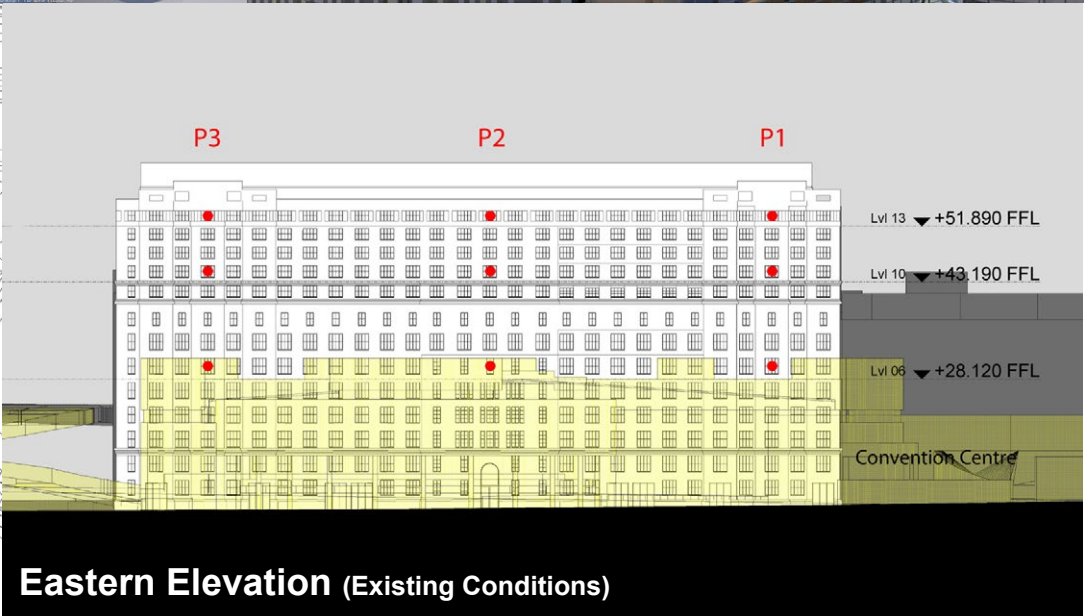 P3 P2 P1
Lvl 13 +51.890 FFL
Lvl 10 +43.190 FFL
Lvl 06 +28.120 FFL
Convention Centre
Eastern Elevation (Existing Conditions)